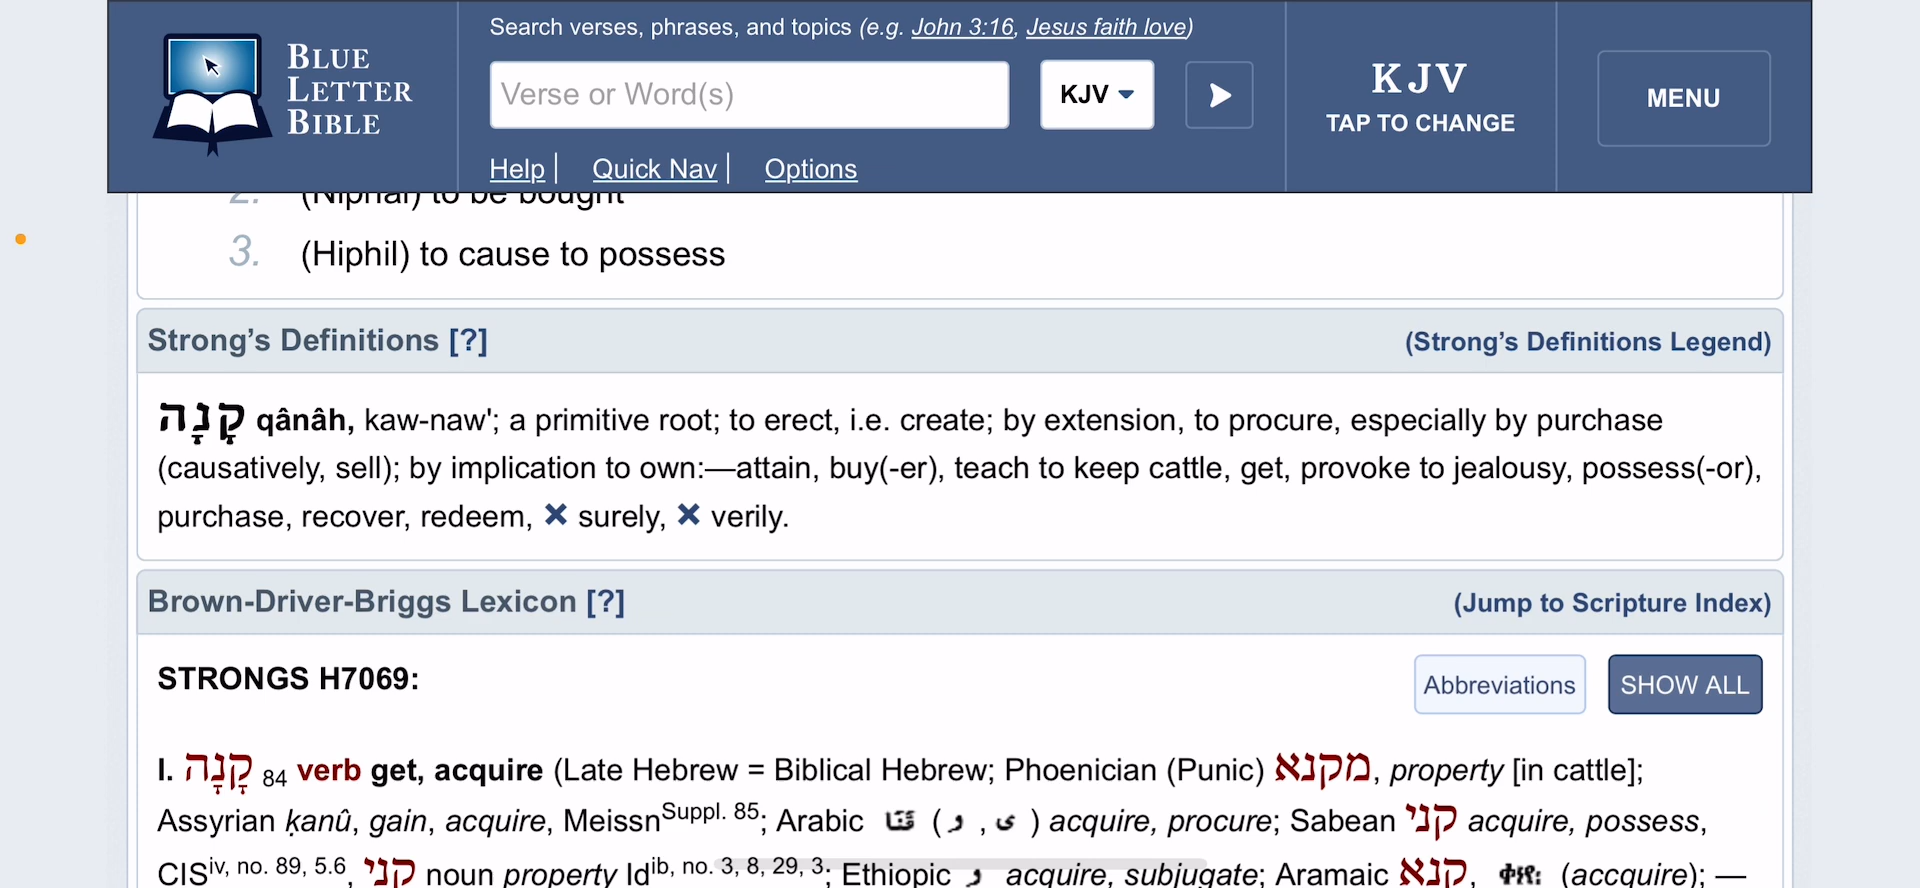 BLUE
LETTER
BIBLE
Search verses, phrases, and topics (e.g. John 3:16, Jesus faith love)
Verse or Word(s)
KJV
Help
Quick Nav
Options
KJV
TAP TO CHANGE
MENU
2. (Niphal) to be bought
3. (Hiphil) to cause to possess
Strong's Definitions [?]
(Strong's Definitions Legend)
קָנָה qânâh, kaw-naw'; a primitive root; to erect, i.e. create; by extension, to procure, especially by purchase
(causatively, sell); by implication to own:—attain, buy(-er), teach to keep cattle, get, provoke to jealousy, possess(-or),
purchase, recover, redeem, × surely, × verily.
Brown-Driver-Briggs Lexicon [?]
(Jump to Scripture Index)
STRONGS H7069:
Abbreviations
SHOW ALL
I. קָנָה 84 verb get, acquire (Late Hebrew = Biblical Hebrew; Phoenician (Punic) מקנא, property [in cattle];
Assyrian ḳanû, gain, acquire, Meissn Suppl. 85; Arabic ( و , ى ) acquire, procure; Sabean קני acquire, possess,
CIS iv, no. 89, 5.6, קני noun property Id ib, no. 3, 8, 29, 3; Ethiopic acquire, subjugate; Aramaic קנא, (accquire); —